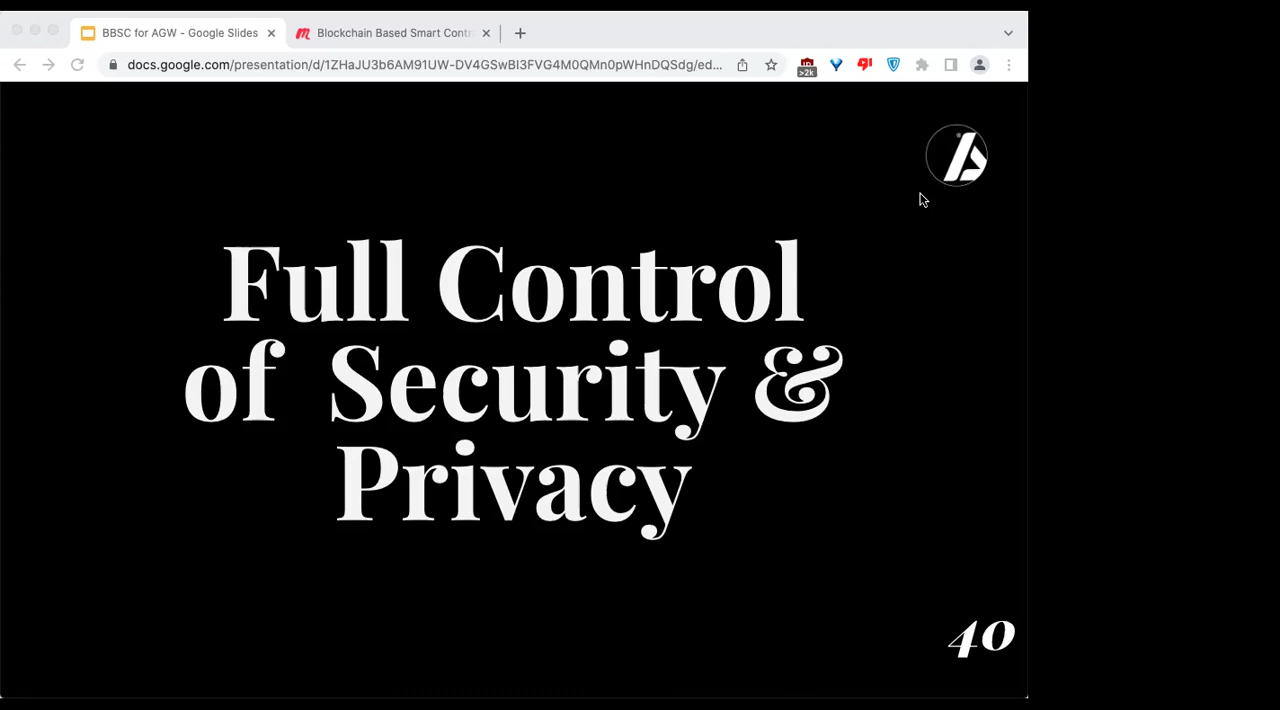 BBSC for AGW - Google Slides
Blockchain Based Smart Contr
docs.google.com/presentation/d/1ZHaJU3b6AM91UW-DV4GSwBI3FVG4M0QMn0pWHnDQSdg/ed...
>2k
Full Control
of Security &
Privacy
40